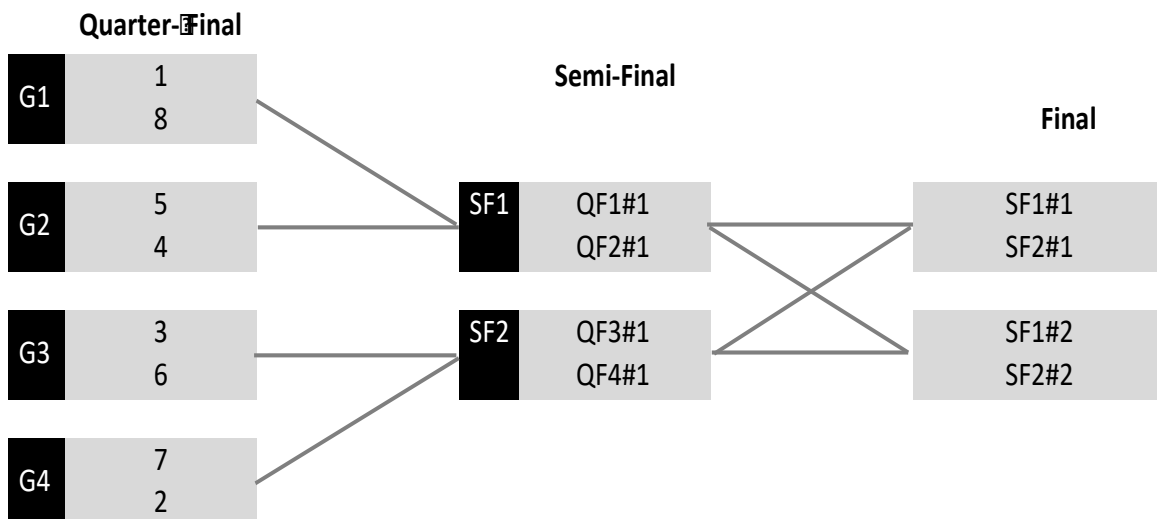 Quarter-Final
G1
1
8
G2
5
4
G3
3
6
G4
7
2
Semi-Final
SF1
QF1#1
QF2#1
SF2
QF3#1
QF4#1
Final
SF1#1
SF2#1
SF1#2
SF2#2